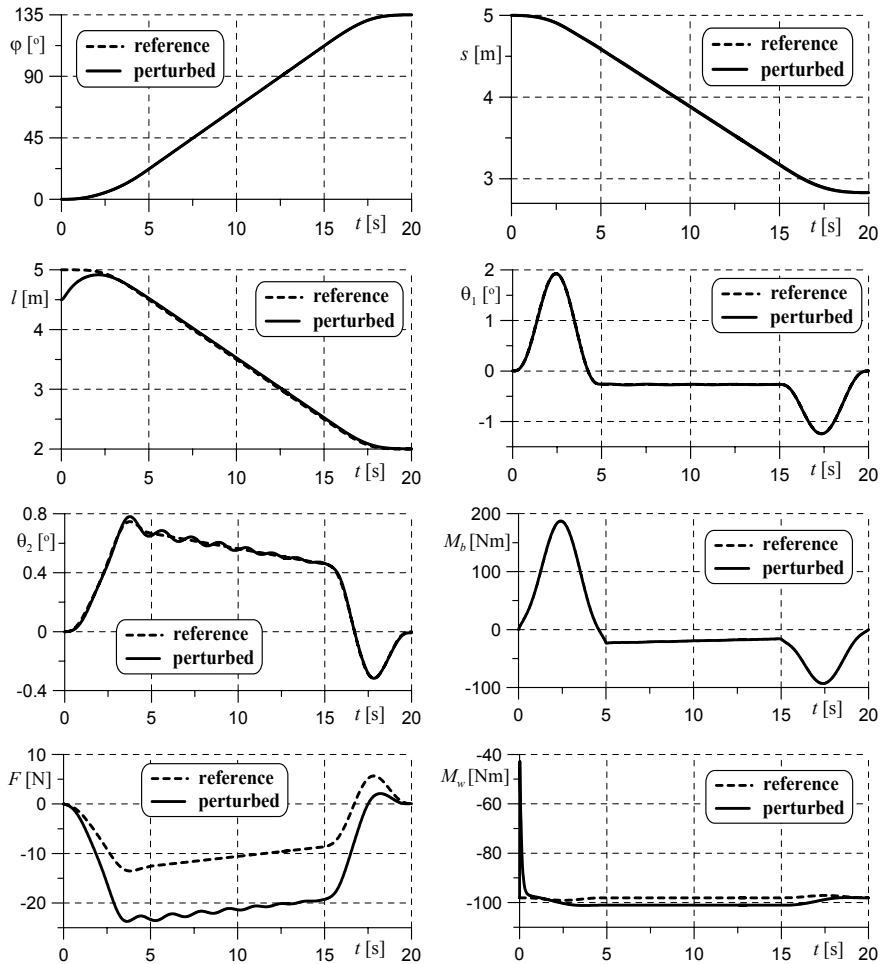 135
φ [°]
90
45
0
reference
perturbed
0 5 10 15 20
t [s]
5
s [m]
4
3
reference
perturbed
0 5 10 15 20
t [s]
5
l [m]
4
3
2
reference
perturbed
0 5 10 15 20
t [s]
2
θ1 [°]
1
0
-1
reference
perturbed
0 5 10 15 20
t [s]
0.8
θ2 [°]
0.4
0
-0.4
reference
perturbed
0 5 10 15 20
t [s]
200
Mb
[Nm]
100
0
-100
reference
perturbed
0 5 10 15 20
t [s]
10
F [N]
0
-10
-20
reference
perturbed
0 5 10 15 20
t [s]
-40
Mw [Nm]
-60
-80
-100
reference
perturbed
0 5 10 15 20
t [s]